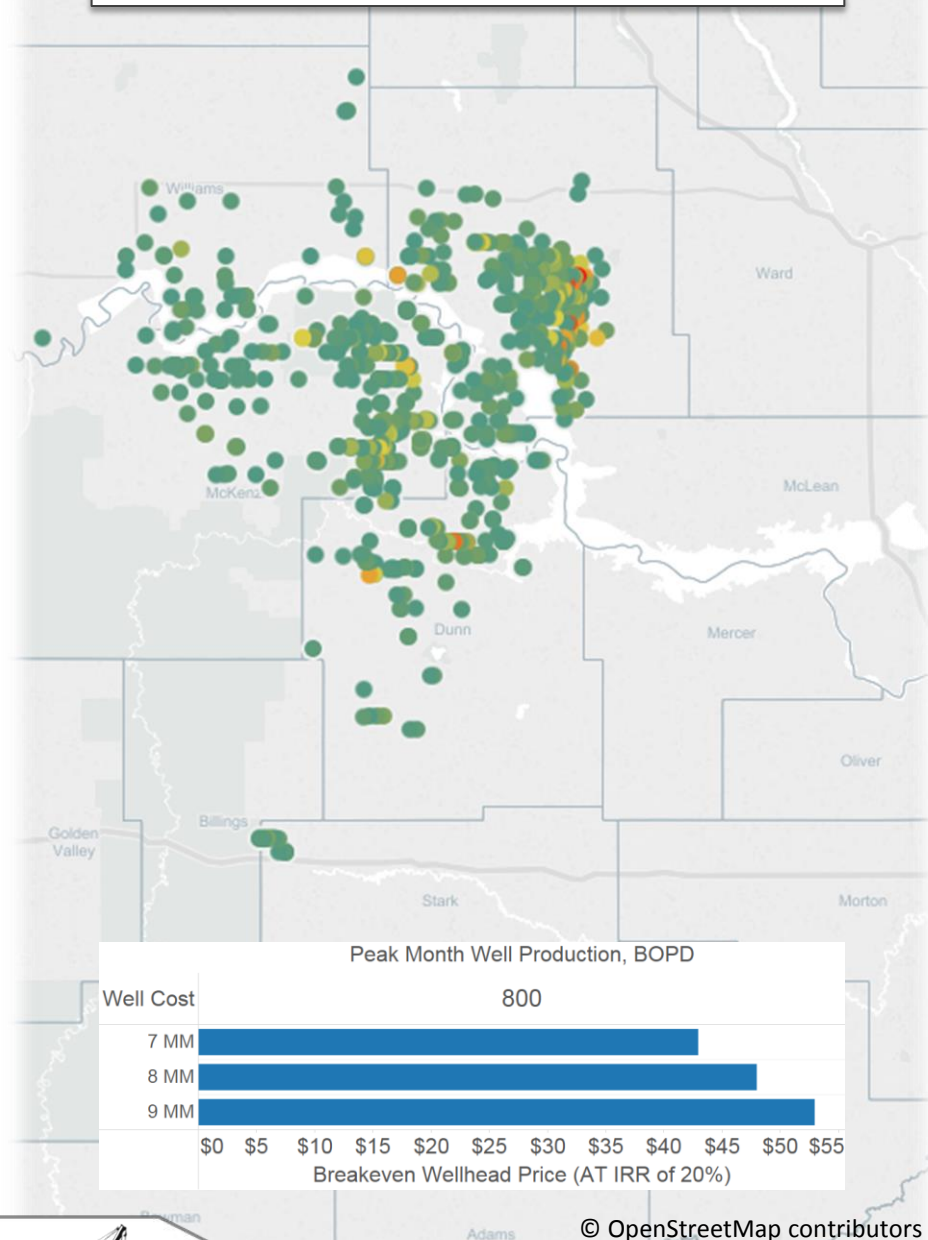 Williams
Ward
McLean
Dunn
Mercer
Oliver
Billings
Golden
Valley
Stark
Morton
Peak Month Well Production, BOPD
Well Cost 800
7 MM
8 MM
9 MM
$0 $5 $10 $15 $20 $25 $30 $35 $40 $45 $50 $55
Breakeven Wellhead Price (AT IRR of 20%)
Adams
© OpenStreetMap contributors